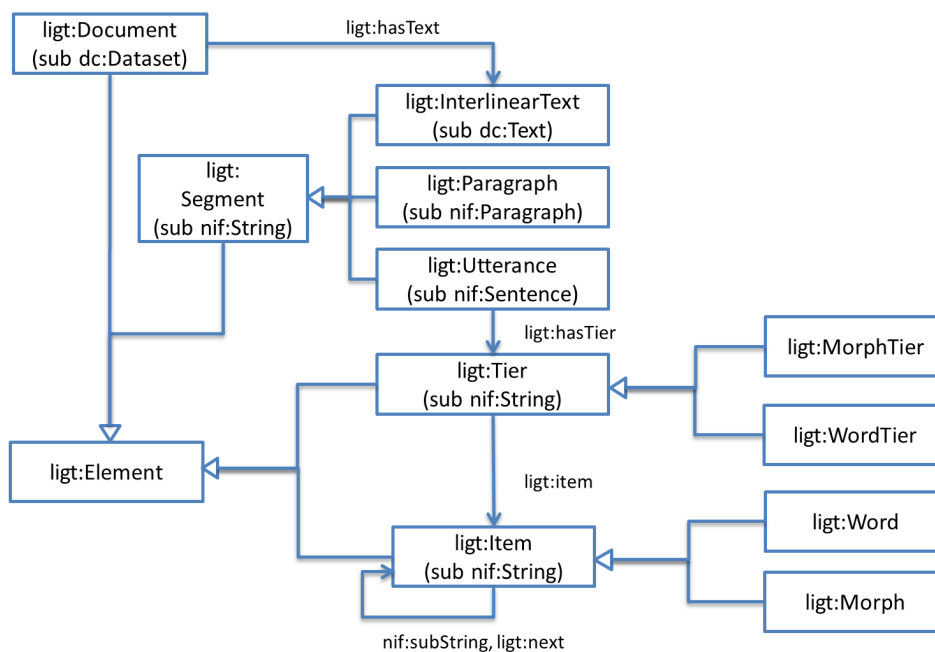 ligt:Document
(sub dc:Dataset)
ligt:hasText
ligt:InterlinearText
(sub dc:Text)
ligt:
Segment
(sub nif:String)
ligt:Paragraph
(sub nif:Paragraph)
ligt:Utterance
(sub nif:Sentence)
ligt:hasTier
ligt:MorphTier
ligt:Tier
(sub nif:String)
ligt:WordTier
ligt:Element
ligt:item
ligt:Word
ligt:Item
(sub nif:String)
ligt:Morph
nif:subString, ligt:next